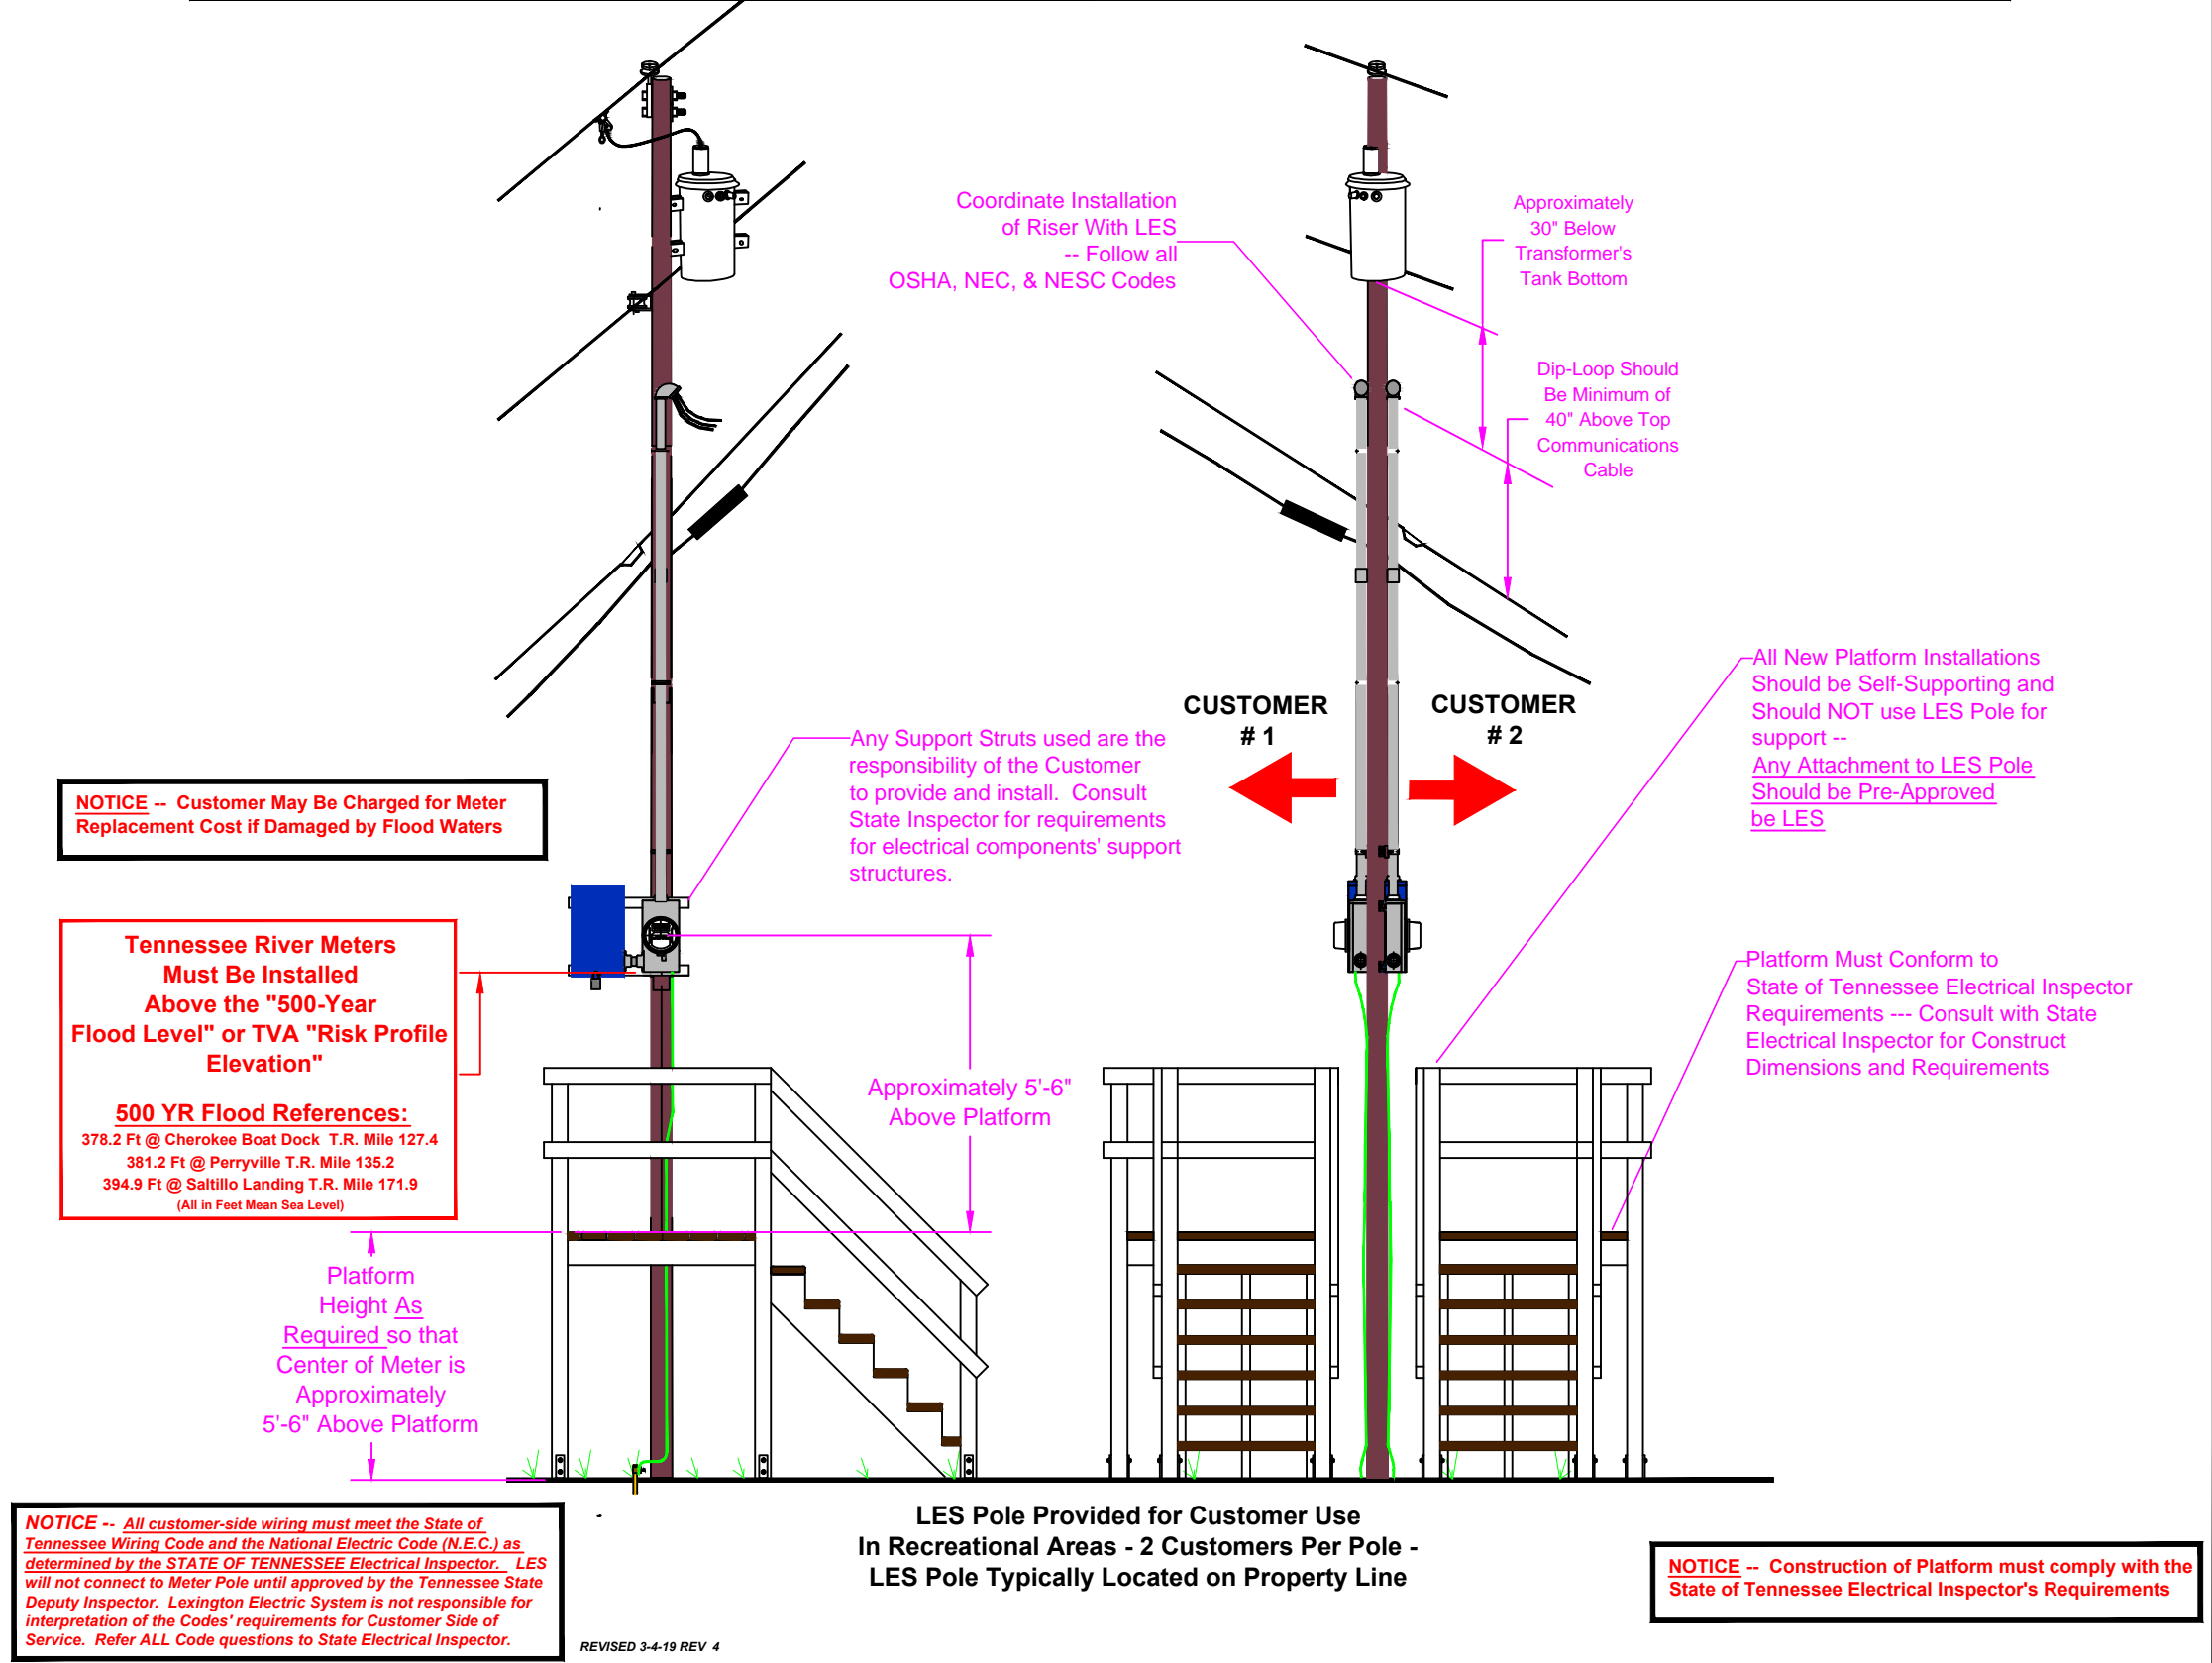 Coordinate Installation
of Riser With LES
-- Follow all
OSHA, NEC, & NESC Codes
Approximately
30" Below
Transformer's
Tank Bottom
Dip-Loop Should
Be Minimum of
40" Above Top
Communications
Cable
CUSTOMER
# 1
CUSTOMER
# 2
All New Platform Installations
Should be Self-Supporting and
Should NOT use LES Pole for
support --
Any Attachment to LES Pole
Should be Pre-Approved
be LES
Any Support Struts used are the
responsibility of the Customer
to provide and install.  Consult
State Inspector for requirements
for electrical components' support
structures.
NOTICE --  Customer May Be Charged for Meter
Replacement Cost if Damaged by Flood Waters
Tennessee River Meters
Must Be Installed
Above the "500-Year
Flood Level" or TVA "Risk Profile
Elevation"
500 YR Flood References:
378.2 Ft @ Cherokee Boat Dock  T.R. Mile 127.4
381.2 Ft @ Perryville T.R. Mile 135.2
394.9 Ft @ Saltillo Landing T.R. Mile 171.9
(All in Feet Mean Sea Level)
Platform Must Conform to
State of Tennessee Electrical Inspector
Requirements --- Consult with State
Electrical Inspector for Construct
Dimensions and Requirements
Approximately 5'-6"
Above Platform
Platform
Height As
Required so that
Center of Meter is
Approximately
5'-6" Above Platform
NOTICE --  All customer-side wiring must meet the State of
Tennessee Wiring Code and the National Electric Code (N.E.C.) as
determined by the STATE OF TENNESSEE Electrical Inspector.  LES
will not connect to Meter Pole until approved by the Tennessee State
Deputy Inspector.  Lexington Electric System is not responsible for
interpretation of the Codes' requirements for Customer Side of
Service.  Refer ALL Code questions to State Electrical Inspector.
REVISED 3-4-19 REV  4
LES Pole Provided for Customer Use
In Recreational Areas - 2 Customers Per Pole -
LES Pole Typically Located on Property Line
NOTICE --  Construction of Platform must comply with the
State of Tennessee Electrical Inspector's Requirements